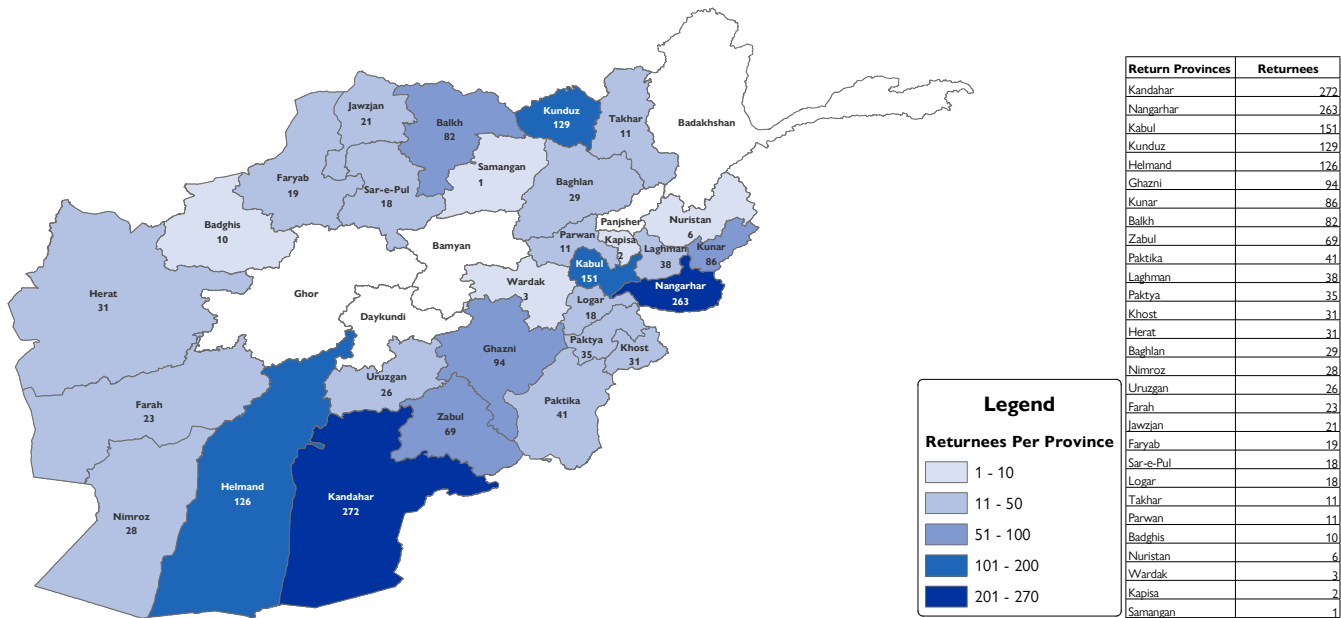 Jawzjan
21
Balkh
82
Kunduz
129
Takhar
11
Badakhshan
Faryab
19
Sar-e-Pul
18
Samangan
1
Baghlan
29
Badghis
10
Panjsher
Nuristan
6
Bamyan
Parwan
11
Kapisa
2
Laghman
38
Kunar
86
Kabul
151
Nangarhar
263
Herat
31
Ghor
Wardak
3
Logar
18
Daykundi
Ghazni
94
Paktya
35
Khost
31
Uruzgan
26
Farah
23
Zabul
69
Paktika
41
Helmand
126
Kandahar
272
Nimroz
28
Legend
Returnees Per Province
1 - 10
11 - 50
51 - 100
101 - 200
201 - 270
Return Provinces Returnees
Kandahar 272
Nangarhar 263
Kabul 151
Kunduz 129
Helmand 126
Ghazni 94
Kunar 86
Balkh 82
Zabul 69
Paktika 41
Laghman 38
Paktya 35
Khost 31
Herat 31
Baghlan 29
Nimroz 28
Uruzgan 26
Farah 23
Jawzjan 21
Faryab 19
Sar-e-Pul 18
Logar 18
Takhar 11
Parwan 11
Badghis 10
Nuristan 6
Wardak 3
Kapisa 2
Samangan 1